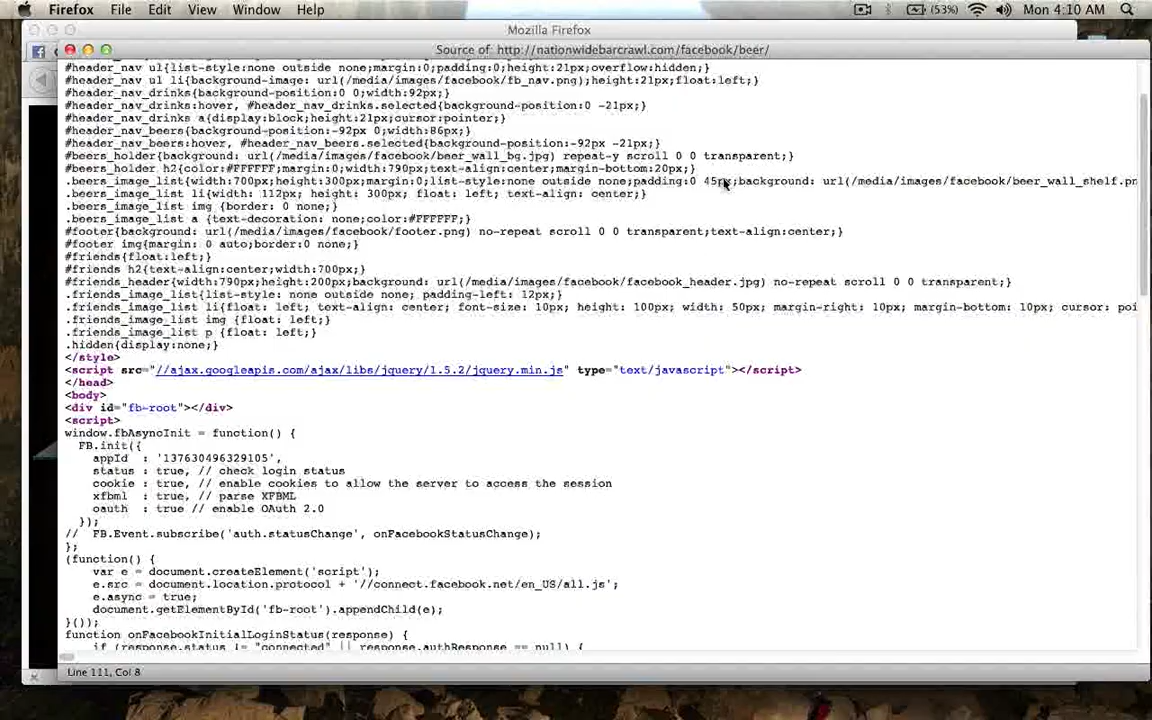 Firefox File Edit View Window Help (53%) Mon 4:10 AM
Mozilla Firefox
Source of: http://nationwidebarcrawl.com/facebook/beer/
#header_nav ul{list-style:none outside none;margin:0;padding:0;height:21px;overflow:hidden;}
#header_nav ul li{background-image: url(/media/images/facebook/fb_nav.png);height:21px;float:left;}
#header_nav_drinks{background-position:0 0;width:92px;}
#header_nav_drinks:hover, #header_nav_drinks.selected{background-position:0 -21px;}
#header_nav_drinks a{display:block;height:21px;cursor:pointer;}
#header_nav_beers{background-position:-92px 0;width:86px;}
#header_nav_beers:hover, #header_nav_beers.selected{background-position:-92px -21px;}
#beers_holder{background: url(/media/images/facebook/beer_wall_bg.jpg) repeat-y scroll 0 0 transparent;}
#beers_holder h2{color:#FFFFFF;width:790px;text-align:center;margin-bottom:20px;}
.beers_image_list{width:700px;height:300px;margin:0;list-style:none outside none;padding:0 45px;background: url(/media/images/facebook/beer_wall_shelf.pn
.beers_image_list li{width: 112px; height: 300px; float: left; text-align: center;}
.beers_image_list img {border: 0 none;}
.beers_image_list a {text-decoration: none;color:#FFFFFF;}
#footer{background: url(/media/images/facebook/footer.png) no-repeat scroll 0 0 transparent;text-align:center;}
#footer img{margin: 0 auto;border:0 none;}
#friends{float:left;}
#friends h2{text-align:center;width:700px;}
#friends_header{width:790px;height:200px;background: url(/media/images/facebook/facebook_header.jpg) no-repeat scroll 0 0 transparent;}
.friends_image_list{list-style: none outside none; padding-left: 12px;}
.friends_image_list li{float: left; text-align: center; font-size: 10px; height: 100px; width: 50px; margin-right: 10px; margin-bottom: 10px; cursor: poi
.friends_image_list img {float: left;}
.friends_image_list p {float: left;}
.hidden{display:none;}
</style>
<script src="//ajax.googleapis.com/ajax/libs/jquery/1.5.2/jquery.min.js" type="text/javascript"></script>
</head>
<body>
<div id="fb-root"></div>
<script>
window.fbAsyncInit = function() {
FB.init({
appId : '137630496329105',
status : true, // check login status
cookie : true, // enable cookies to allow the server to access the session
xfbml : true, // parse XFBML
oauth : true // enable OAuth 2.0
});
// FB.Event.subscribe('auth.statusChange', onFacebookStatusChange);
};
(function() {
var e = document.createElement('script');
e.src = document.location.protocol + '//connect.facebook.net/en_US/all.js';
e.async = true;
document.getElementById('fb-root').appendChild(e);
}());
function onFacebookInitialLoginStatus(response) {
if (response.status != "connected" || response.authResponse == null) {
Line 111, Col 8